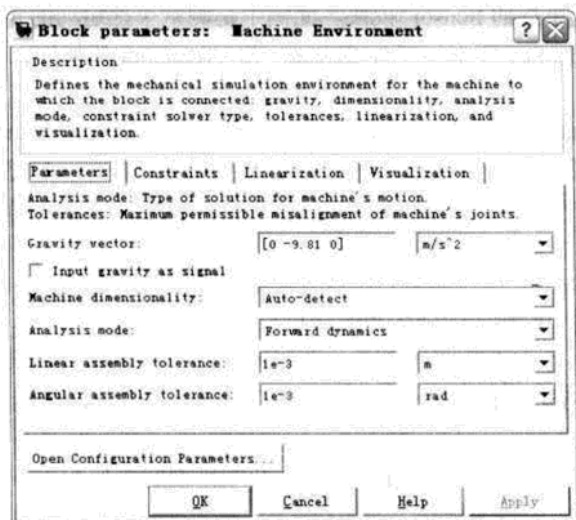 Block parameters: Machine Environment
Description
Defines the mechanical simulation environment for the machine to
which the block is connected: gravity, dimensionality, analysis
mode, constraint solver type, tolerances, linearization, and
visualization.
Parameters Constraints Linearization Visualization
Analysis mode: Type of solution for machine's motion.
Tolerances: Maximum permissible misalignment of machine's joints.
Gravity vector: [0 -9.81 0] m/s^2
Input gravity as signal
Machine dimensionality: Auto-detect
Analysis mode: Forward dynamics
Linear assembly tolerance: 1e-3 m
Angular assembly tolerance: 1e-3 rad
Open Configuration Parameters...
OK Cancel Help Apply